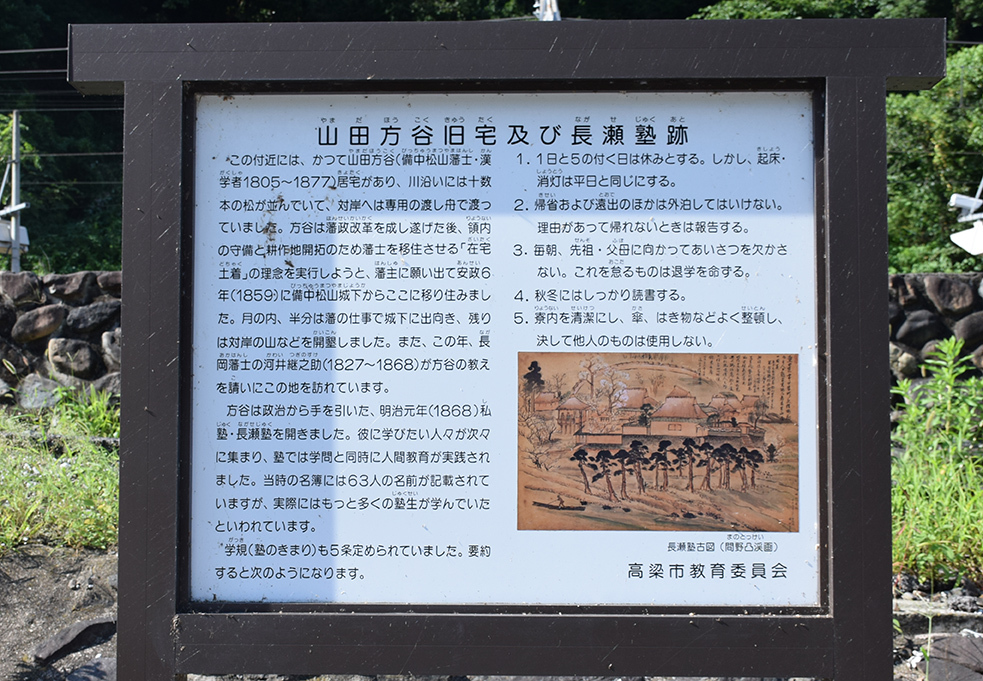 山田方谷旧宅及び長瀬塾跡
この付近には、かつて山田方谷(備中松山藩士・漢
学者1805～1877)居宅があり、川沿いには十数
本の松が並んでいて、対岸へは専用の渡し舟で渡っ
ていました。方谷は藩政改革を成し遂げた後、領内
の守備と耕作地開拓のため藩士を移住させる「在宅
土着」の理念を実行しようと、藩主に願い出て安政6
年(1859)に備中松山城下からここに移り住みまし
た。月の内、半分は藩の仕事で城下に出向き、残り
は対岸の山などを開墾しました。また、この年、長
岡藩士の河井継之助(1827～1868)が方谷の教え
を請いにこの地を訪れています。
方谷は政治から手を引いた、明治元年(1868)私
塾・長瀬塾を開きました。彼に学びたい人々が次々
に集まり、塾では学問と同時に人間教育が実践され
ました。当時の名簿には63人の名前が記載されて
いますが、実際にはもっと多くの塾生が学んでいた
といわれています。
学規(塾のきまり)も5条定められていました。要約
すると次のようになります。
1. 1日と5の付く日は休みとする。しかし、起床・
消灯は平日と同じにする。
2. 帰省および遠出のほかは外泊してはいけない。
理由があって帰れないときは報告する。
3. 毎朝、先祖・父母に向かってあいさつを欠かさ
ない。これを怠るものは退学を命ずる。
4. 秋冬にはしっかり読書する。
5. 寮内を清潔にし、傘、はき物などよく整頓し、
決して他人のものは使用しない。
長瀬塾古図(間野凸渓画)
高梁市教育委員会